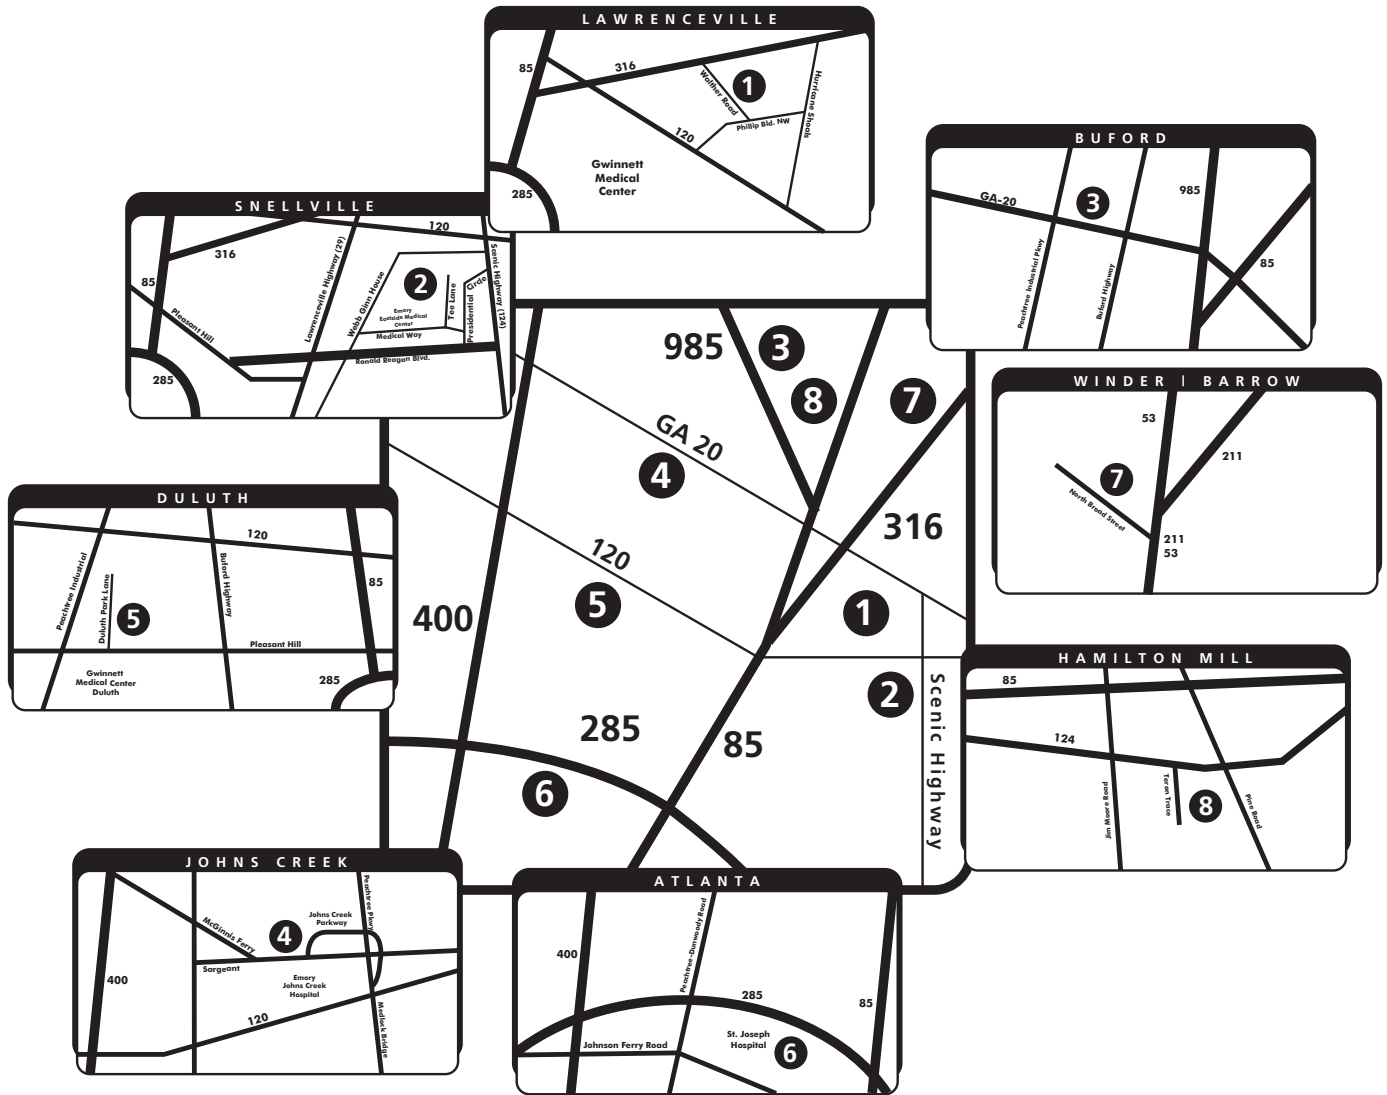 LAWRENCEVILLE
85
316
Walther Road
1
Hurricane Shoals
Phillip Bld. NW
120
Gwinnett
Medical
Center
285
BUFORD
GA-20
3
985
85
Peachtree Industrial Pkwy
Buford Highway
SNELLVILLE
120
316
85
Pleasant Hill
285
Lawrenceville Highway (29)
Webb Ginn House
2
Emory
Eastside Medical
Center
Medical Way
Tee Lane
Presidential
Circle
Scenic Highway (124)
Ronald Reagan Blvd.
985
3
8
7
GA 20
4
316
120
5
1
400
2
Scenic Highway
285
85
6
WINDER | BARROW
53
211
7
North Broad Street
211
53
DULUTH
120
85
Peachtree Industrial
Duluth Park Lane
5
Buford Highway
Pleasant Hill
Gwinnett
Medical Center
Duluth
285
HAMILTON MILL
85
124
Jim Moore Road
Teron Trace
8
Pine Road
JOHNS CREEK
McGinnis Ferry
4
Johns Creek
Parkway
Peachtree Pkwy
Sargeant
400
Emory
Johns Creek
Hospital
120
Medlock Bridge
ATLANTA
400
Peachtree-Dunwoody Road
285
85
Johnson Ferry Road
St. Joseph
Hospital
6